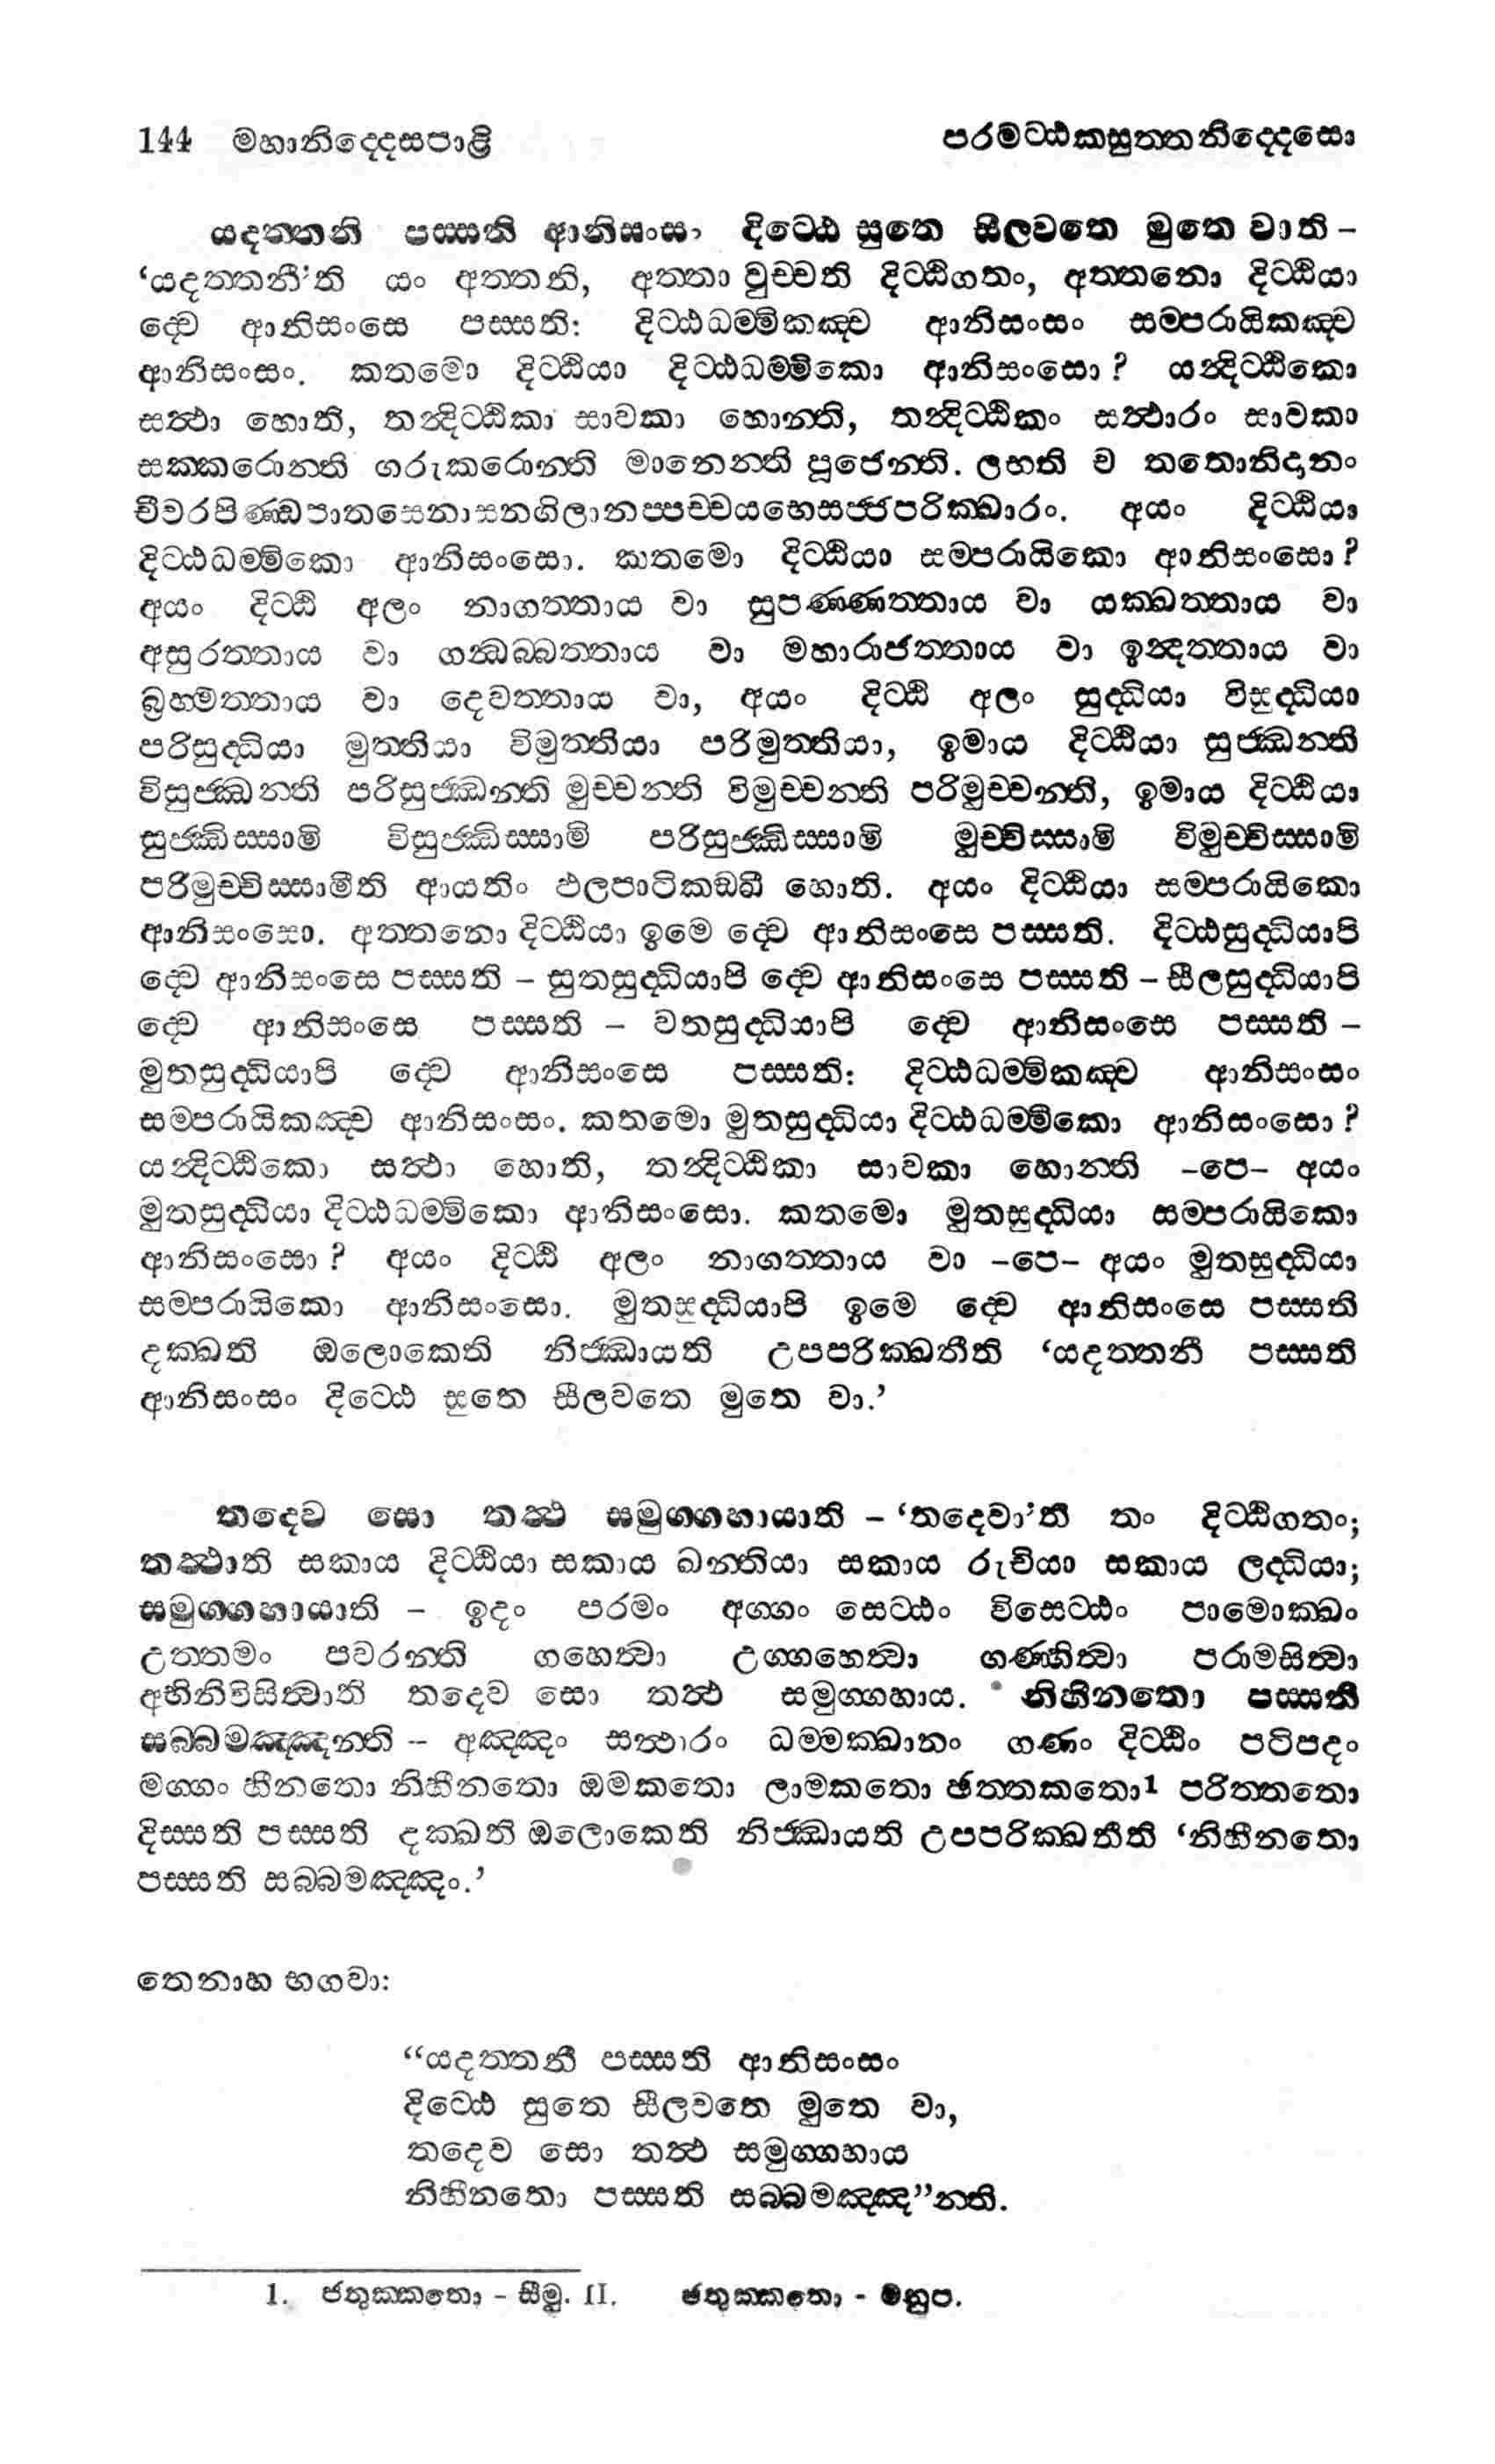 144 මහානිද්දෙසපාළි පරමට්ඨකසුත්තනිද්දෙසො
යදත්තනි පස්සති ආනිසංසං දිට්ඨෙ සුතෙ සීලවතෙ මුතෙ වාති –
‘යදත්තනී’ති යං අත්තනි, අත්තා වුච්චති දිට්ඨිගතං, අත්තනො දිට්ඨියා
ද්වෙ ආනිසංසෙ පස්සති: දිට්ඨධම්මිකඤ්ච ආනිසංසං සම්පරායිකඤ්ච
ආනිසංසං. කතමො දිට්ඨියා දිට්ඨධම්මිකො ආනිසංසො? යන්දිට්ඨිකො
සත්ථා හොති, තන්දිට්ඨිකා සාවකා හොන්ති, තන්දිට්ඨිකං සත්ථාරං සාවකා
සක්කරොන්ති ගරුකරොන්ති මානෙන්ති පූජෙන්ති. ලභති ච තතොනිදානං
චීවරපිණ්ඩපාතසෙනාසනගිලානප්පච්චයභෙසජ්ජපරික්ඛාරං. අයං දිට්ඨියා
දිට්ඨධම්මිකො ආනිසංසො. කතමො දිට්ඨියා සම්පරායිකො ආනිසංසො?
අයං දිට්ඨි අලං නාගත්තාය වා සුපණ්ණත්තාය වා යක්ඛත්තාය වා
අසුරත්තාය වා ගන්ධබ්බත්තාය වා මහාරාජත්තාය වා ඉන්දත්තාය වා
බ්‍රහ්මත්තාය වා දෙවත්තාය වා, අයං දිට්ඨි අලං සුද්ධියා විසුද්ධියා
පරිසුද්ධියා මුත්තියා විමුත්තියා පරිමුත්තියා, ඉමාය දිට්ඨියා සුජ්ඣන්ති
විසුජ්ඣන්ති පරිසුජ්ඣන්ති මුච්චන්ති විමුච්චන්ති පරිමුච්චන්ති, ඉමාය දිට්ඨියා
සුජ්ඣිස්සාමි විසුජ්ඣිස්සාමි පරිසුජ්ඣිස්සාමි මුච්චිස්සාමි විමුච්චිස්සාමි
පරිමුච්චිස්සාමීති ආයතිං ඵලපාටිකඞ්ඛී හොති. අයං දිට්ඨියා සම්පරායිකො
ආනිසංසො. අත්තනො දිට්ඨියා ඉමෙ ද්වෙ ආනිසංසෙ පස්සති. දිට්ඨසුද්ධියාපි
ද්වෙ ආනිසංසෙ පස්සති – සුතසුද්ධියාපි ද්වෙ ආනිසංසෙ පස්සති – සීලසුද්ධියාපි
ද්වෙ ආනිසංසෙ පස්සති – වතසුද්ධියාපි ද්වෙ ආනිසංසෙ පස්සති –
මුතසුද්ධියාපි ද්වෙ ආනිසංසෙ පස්සති: දිට්ඨධම්මිකඤ්ච ආනිසංසං
සම්පරායිකඤ්ච ආනිසංසං. කතමො මුතසුද්ධියා දිට්ඨධම්මිකො ආනිසංසො?
යන්දිට්ඨිකො සත්ථා හොති, තන්දිට්ඨිකා සාවකා හොන්ති –පෙ– අයං
මුතසුද්ධියා දිට්ඨධම්මිකො ආනිසංසො. කතමො මුතසුද්ධියා සම්පරායිකො
ආනිසංසො? අයං දිට්ඨි අලං නාගත්තාය වා –පෙ– අයං මුතසුද්ධියා
සම්පරායිකො ආනිසංසො. මුතසුද්ධියාපි ඉමෙ ද්වෙ ආනිසංසෙ පස්සති
දක්ඛති ඔලොකෙති නිජ්ඣායති උපපරික්ඛතීති ‘යදත්තනී පස්සති
ආනිසංසං දිට්ඨෙ සුතෙ සීලවතෙ මුතෙ වා.’
තදෙව සො තත්ථ සමුග්ගහායාති – ‘තදෙවා’ති තං දිට්ඨිගතං;
තත්ථාති සකාය දිට්ඨියා සකාය ඛන්තියා සකාය රුචියා සකාය ලද්ධියා;
සමුග්ගහායාති – ඉදං පරමං අග්ගං සෙට්ඨං විසෙට්ඨං පාමොක්ඛං
උත්තමං පවරන්ති ගහෙත්වා උග්ගහෙත්වා ගණ්හිත්වා පරාමසිත්වා
අභිනිවිසිත්වාති තදෙව සො තත්ථ සමුග්ගහාය. නිහීනතො පස්සති
සබ්බමඤ්ඤන්ති – අඤ්ඤං සත්ථාරං ධම්මක්ඛානං ගණං දිට්ඨිං පටිපදං
මග්ගං හීනතො නිහීනතො ඔමකතො ලාමකතො ඡත්තකතො¹ පරිත්තතො
දිස්සති පස්සති දක්ඛති ඔලොකෙති නිජ්ඣායති උපපරික්ඛතීති ‘නිහීනතො
පස්සති සබ්බමඤ්ඤං.’
තෙනාහ භගවා:
“යදත්තනී පස්සති ආනිසංසං
දිට්ඨෙ සුතෙ සීලවතෙ මුතෙ වා,
තදෙව සො තත්ථ සමුග්ගහාය
නිහීනතො පස්සති සබ්බමඤ්ඤ”න්ති.
1. ජතුක්කතො - සීමු. II. ඡතුක්කතො - මනුප.